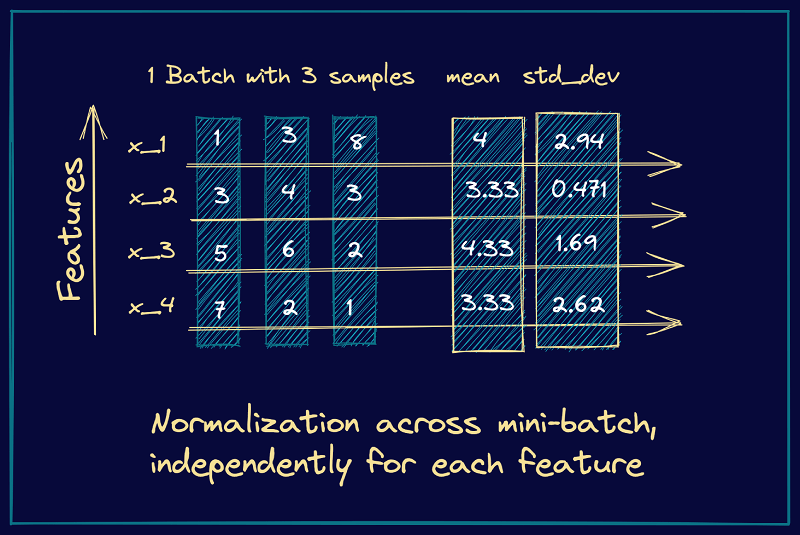 1 Batch with 3 samples mean std_dev
Features
x_1 1 3 8 4 2.94
x_2 3 4 3 3.33 0.471
x_3 5 6 2 4.33 1.69
x_4 7 2 1 3.33 2.62
Normalization across mini-batch,
independently for each feature